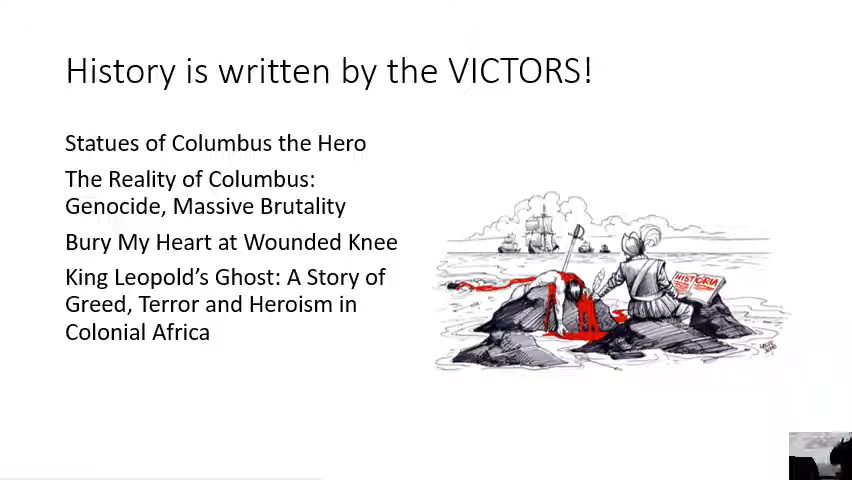 History is written by the VICTORS!
Statues of Columbus the Hero
The Reality of Columbus:
Genocide, Massive Brutality
Bury My Heart at Wounded Knee
King Leopold’s Ghost: A Story of
Greed, Terror and Heroism in
Colonial Africa
HISTORIA